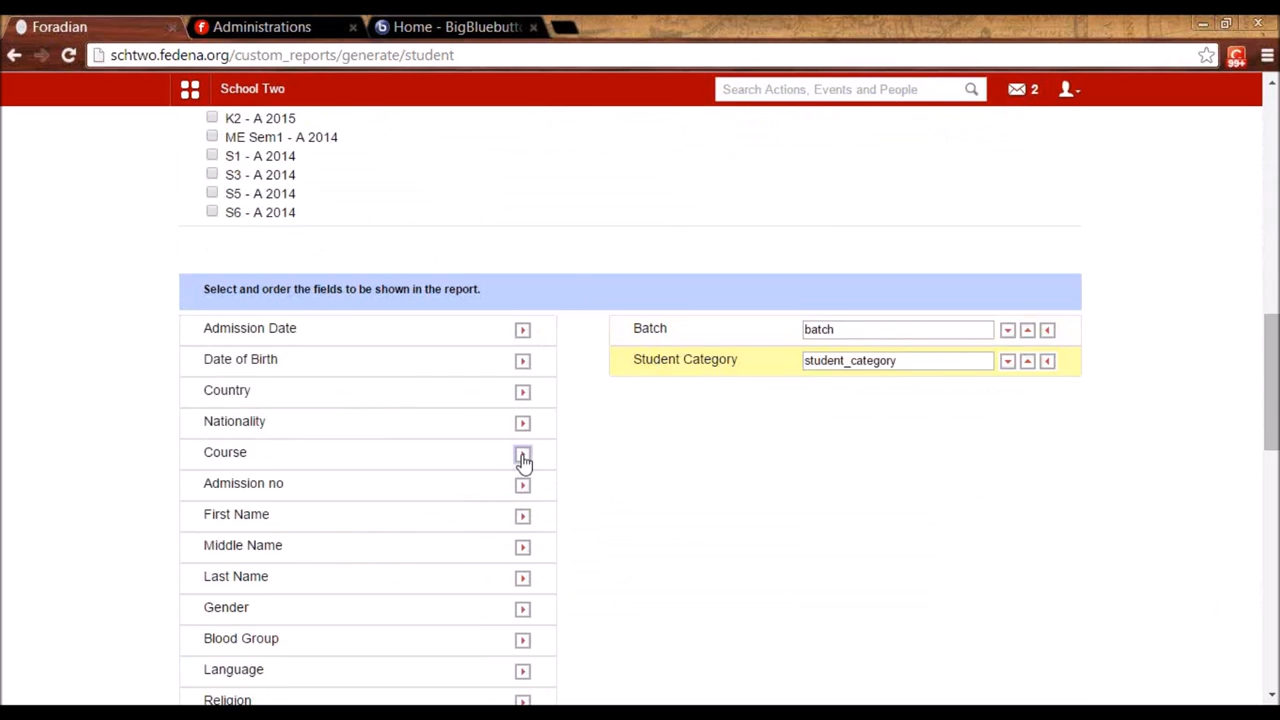 Foradian
Administrations
Home - BigBluebutto
schtwo.fedena.org/custom_reports/generate/student
99+
School Two
Search Actions, Events and People
2
K2 - A 2015
ME Sem1 - A 2014
S1 - A 2014
S3 - A 2014
S5 - A 2014
S6 - A 2014
Select and order the fields to be shown in the report.
Admission Date
Batch
batch
Date of Birth
Student Category
student_category
Country
Nationality
Course
Admission no
First Name
Middle Name
Last Name
Gender
Blood Group
Language
Religion